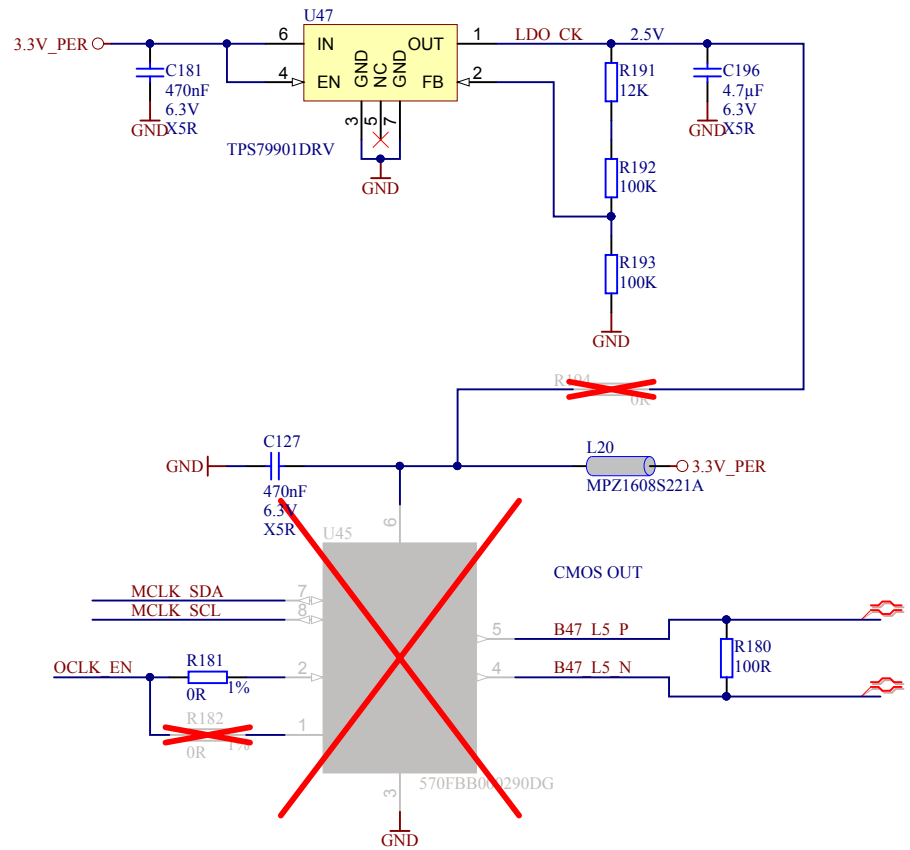 U47
3.3V_PER
6 IN OUT 1
LDO_CK
2.5V
4 EN GND NC GND FB 2
3 5 7
C181
470nF
6.3V
X5R
GND
TPS79901DRV
GND
R191
12K
C196
4.7µF
6.3V
X5R
GND
R192
100K
R193
100K
GND
R194
0R
C127
GND
470nF
6.3V
X5R
L20
3.3V_PER
MPZ1608S221A
U45
6
CMOS OUT
MCLK_SDA 7
MCLK_SCL 8
5 B47_L5_P
R180
100R
4 B47_L5_N
OCLK_EN
R181
0R 1%
2
R182
0R 1%
1
3
570FBB000290DG
GND